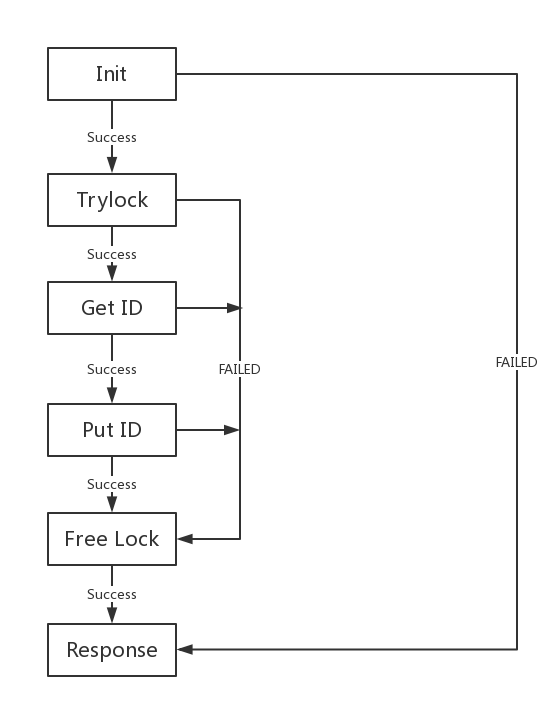 Init
Success
Trylock
Success
Get ID
Success
FAILED
FAILED
Put ID
Success
Free Lock
Success
Response